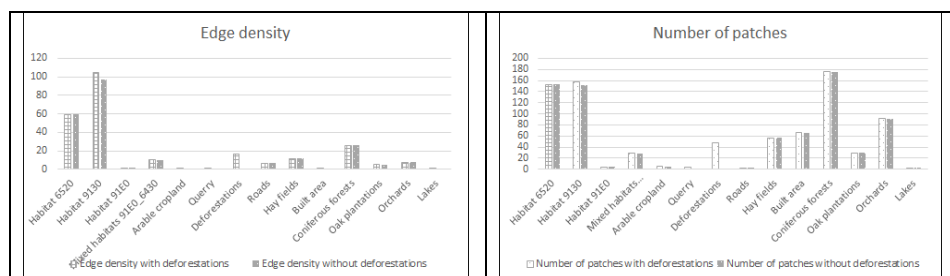 Edge density
120
100
80
60
40
20
0
Habitat 6520
Habitat 9130
Habitat 91E0
Mixed habitats 91E0_6430
Arable cropland
Querry
Deforestations
Roads
Hay fields
Built area
Coniferous forests
Oak plantations
Orchards
Lakes
Edge density with deforestations
Edge density without deforestations
Number of patches
200
180
160
140
120
100
80
60
40
20
0
Habitat 6520
Habitat 9130
Habitat 91E0
Mixed habitats...
Arable cropland
Querry
Deforestations
Roads
Hay fields
Built area
Coniferous forests
Oak plantations
Orchards
Lakes
Number of patches with deforestations
Number of patches without deforestations